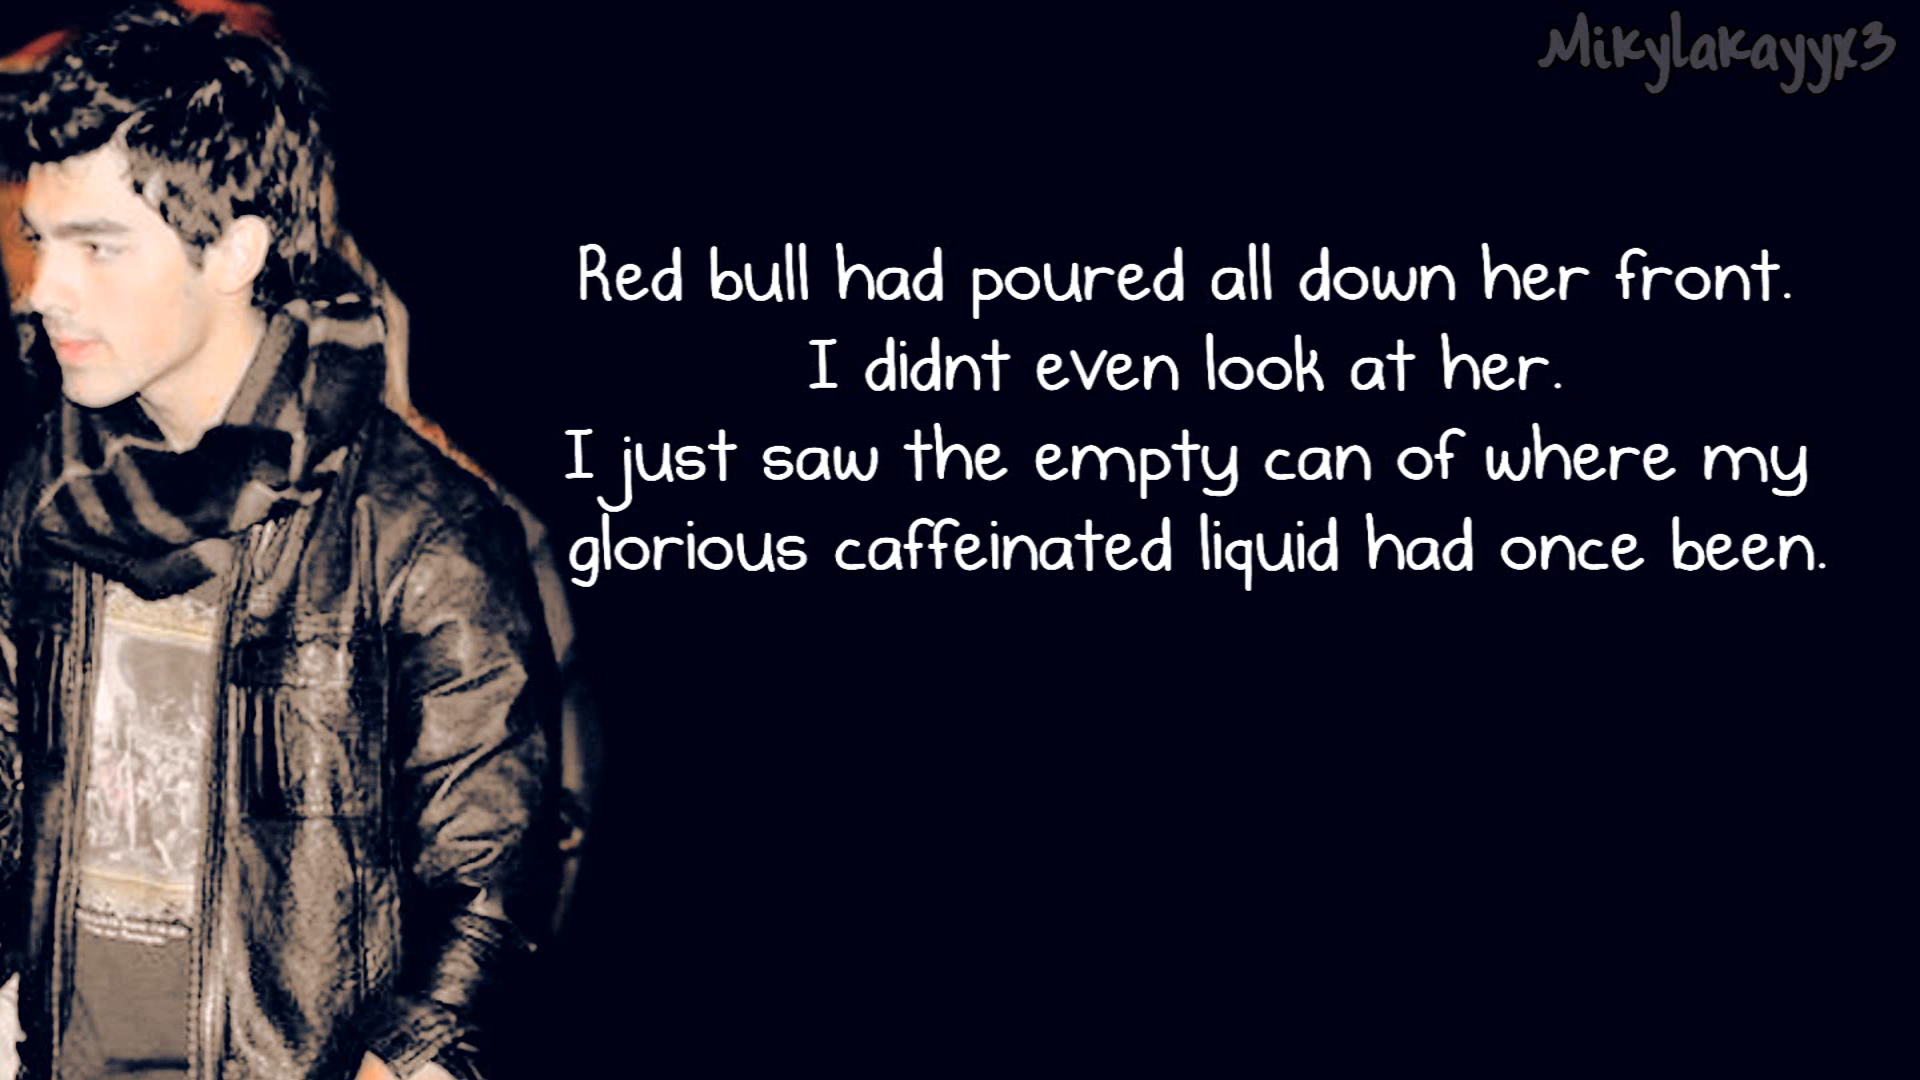 Mikylakayyx3
Red bull had poured all down her front.
I didnt even look at her.
I just saw the empty can of where my
glorious caffeinated liquid had once been.